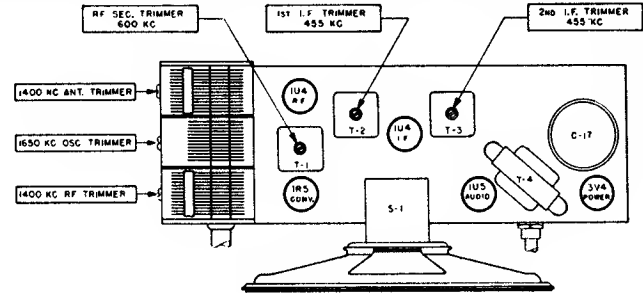 RF SEC. TRIMMER
600 KC
1ST I.F. TRIMMER
455 KC
2ND I.F. TRIMMER
455 KC
1400 KC ANT. TRIMMER
1650 KC OSC TRIMMER
1400 KC RF TRIMMER
1U4
R.F
T-1
T-2
1U4
I.F
T-3
C-17
1R5
CONV.
S-1
1U5
AUDIO
T-4
3V4
POWER